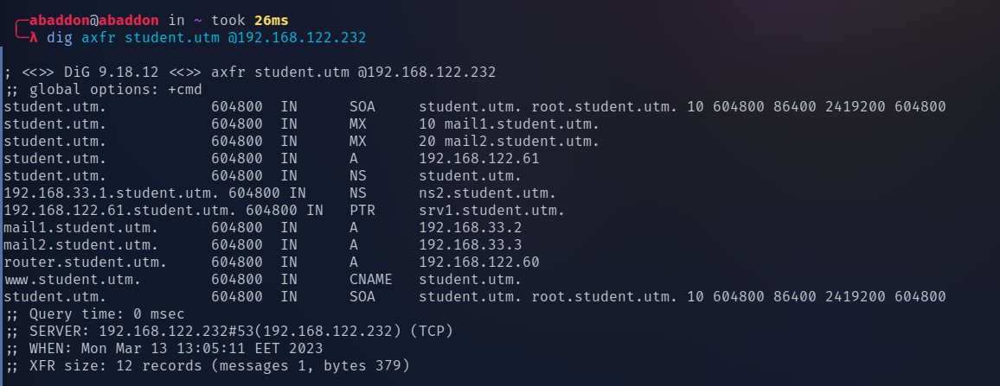 ╭─abaddon@abaddon in ~ took 26ms
╰─λ dig axfr student.utm @192.168.122.232

; <<>> DiG 9.18.12 <<>> axfr student.utm @192.168.122.232
;; global options: +cmd
student.utm.            604800  IN      SOA     student.utm. root.student.utm. 10 604800 86400 2419200 604800
student.utm.            604800  IN      MX      10 mail1.student.utm.
student.utm.            604800  IN      MX      20 mail2.student.utm.
student.utm.            604800  IN      A       192.168.122.61
student.utm.            604800  IN      NS      student.utm.
192.168.33.1.student.utm. 604800 IN     NS      ns2.student.utm.
192.168.122.61.student.utm. 604800 IN   PTR     srv1.student.utm.
mail1.student.utm.      604800  IN      A       192.168.33.2
mail2.student.utm.      604800  IN      A       192.168.33.3
router.student.utm.     604800  IN      A       192.168.122.60
www.student.utm.        604800  IN      CNAME   student.utm.
student.utm.            604800  IN      SOA     student.utm. root.student.utm. 10 604800 86400 2419200 604800
;; Query time: 0 msec
;; SERVER: 192.168.122.232#53(192.168.122.232) (TCP)
;; WHEN: Mon Mar 13 13:05:11 EET 2023
;; XFR size: 12 records (messages 1, bytes 379)